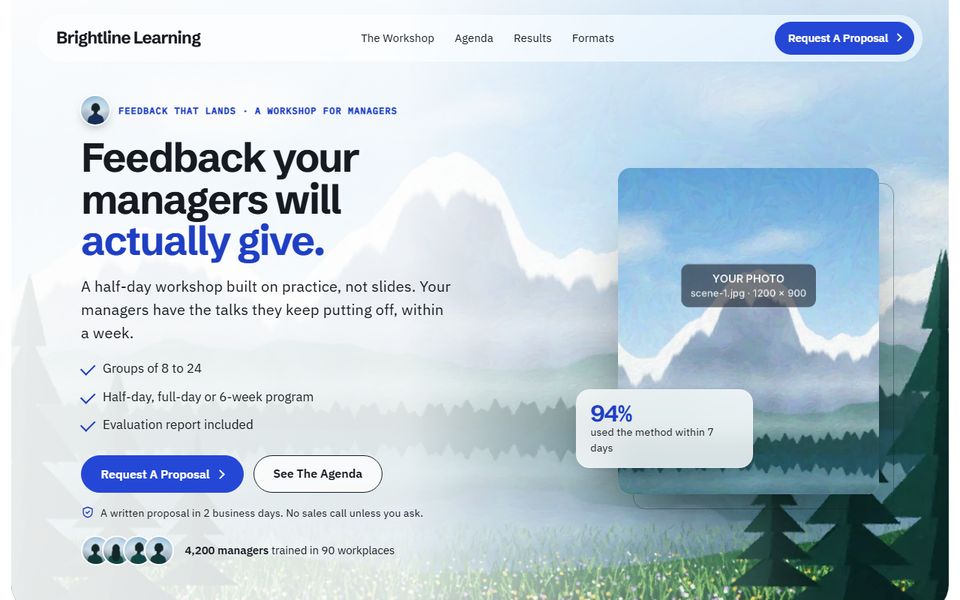 Brightline Learning
The Workshop
Agenda
Results
Formats
Request A Proposal
FEEDBACK THAT LANDS · A WORKSHOP FOR MANAGERS
Feedback your
managers will
actually give.
A half-day workshop built on practice, not slides. Your
managers have the talks they keep putting off, within
a week.
Groups of 8 to 24
Half-day, full-day or 6-week program
Evaluation report included
Request A Proposal
See The Agenda
A written proposal in 2 business days. No sales call unless you ask.
4,200 managers trained in 90 workplaces
YOUR PHOTO
scene-1.jpg · 1200 × 900
94%
used the method within 7
days